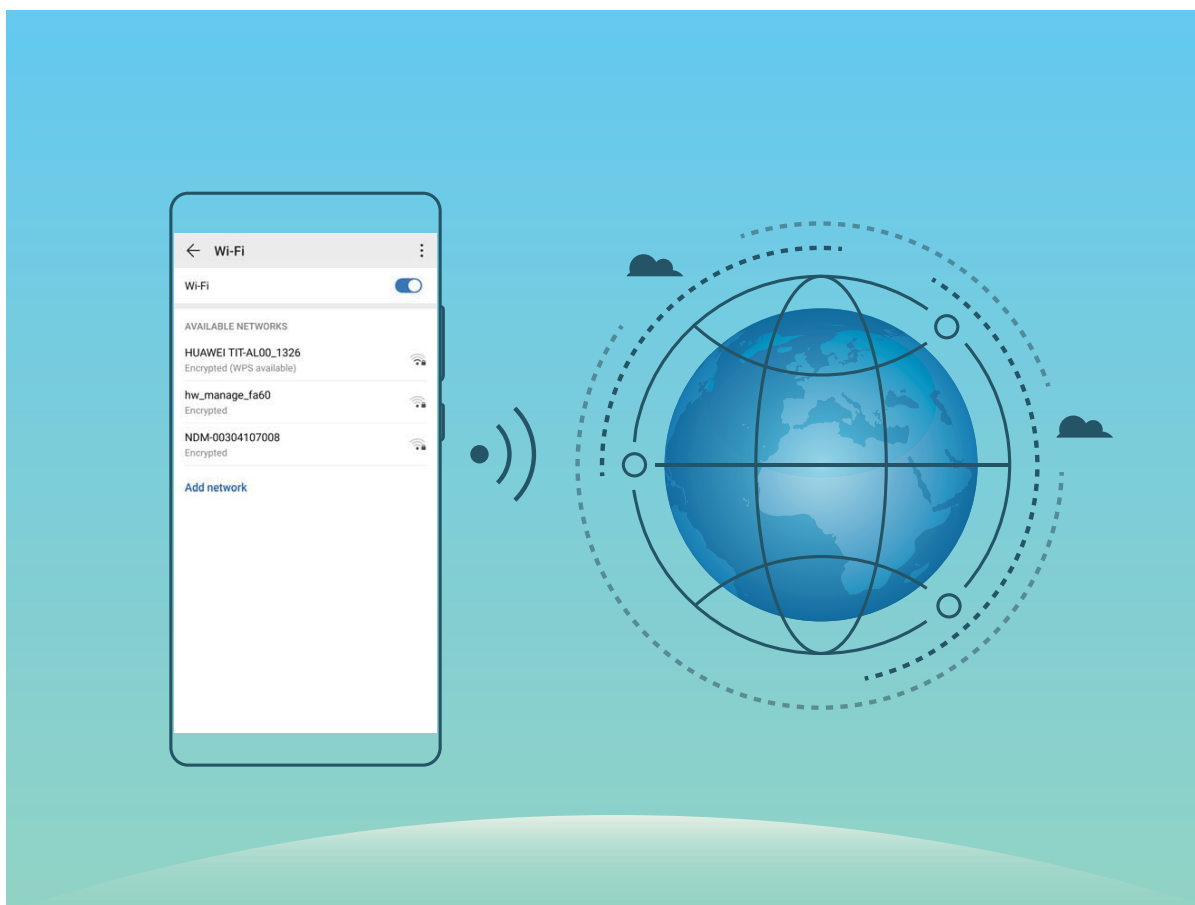 Wi-Fi
Wi-Fi
AVAILABLE NETWORKS
HUAWEI TIT-AL00_1326
Encrypted (WPS available)
hw_manage_fa60
Encrypted
NDM-00304107008
Encrypted
Add network